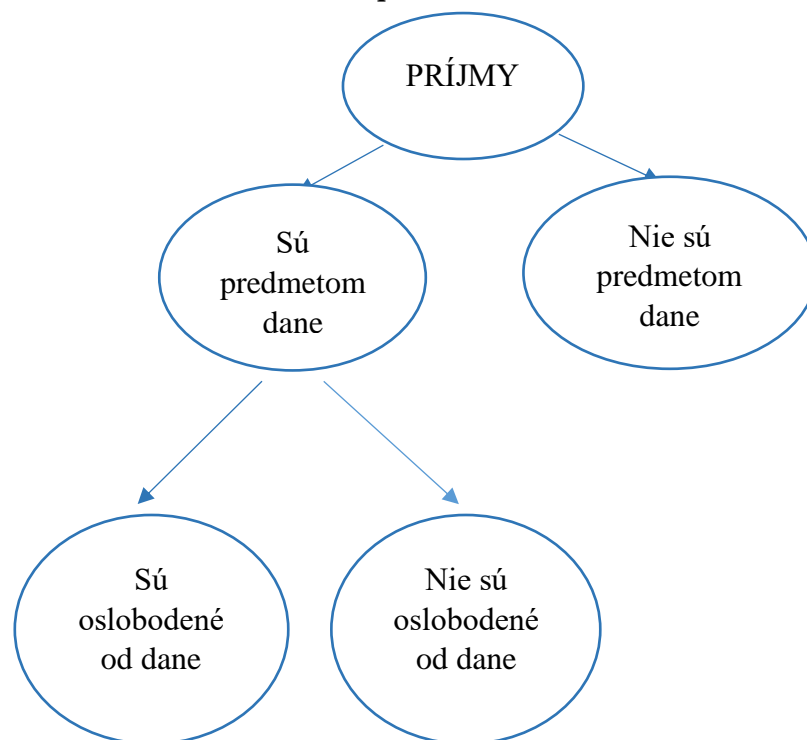 PRÍJMY
Sú
predmetom
dane
Nie sú
predmetom
dane
Sú
oslobodené
od dane
Nie sú
oslobodené
od dane